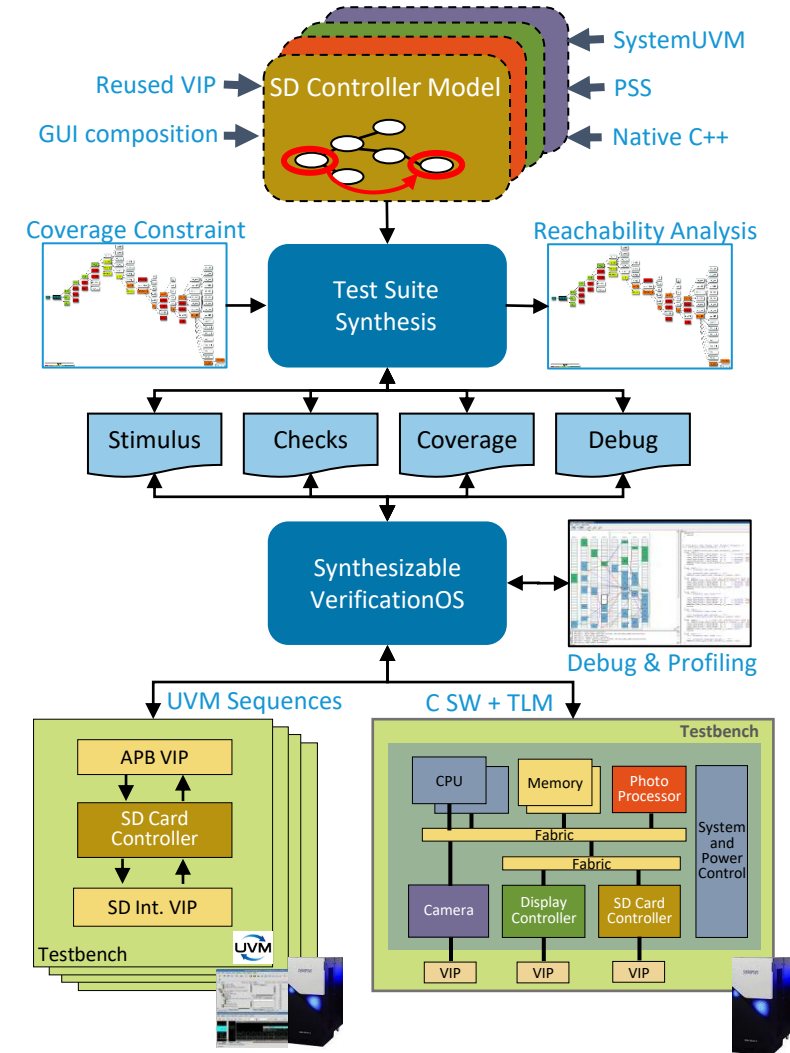 SystemUVM
Reused VIP
SD Controller Model
PSS
GUI composition
Native C++
Coverage Constraint
Reachability Analysis
Test Suite
Synthesis
Stimulus
Checks
Coverage
Debug
Synthesizable
VerificationOS
Debug & Profiling
UVM Sequences
C SW + TLM
Testbench
APB VIP
SD Card
Controller
SD Int. VIP
Testbench
UVM
CPU
Memory
Photo
Processor
System
and
Power
Control
Fabric
Fabric
Camera
Display
Controller
SD Card
Controller
VIP
VIP
VIP